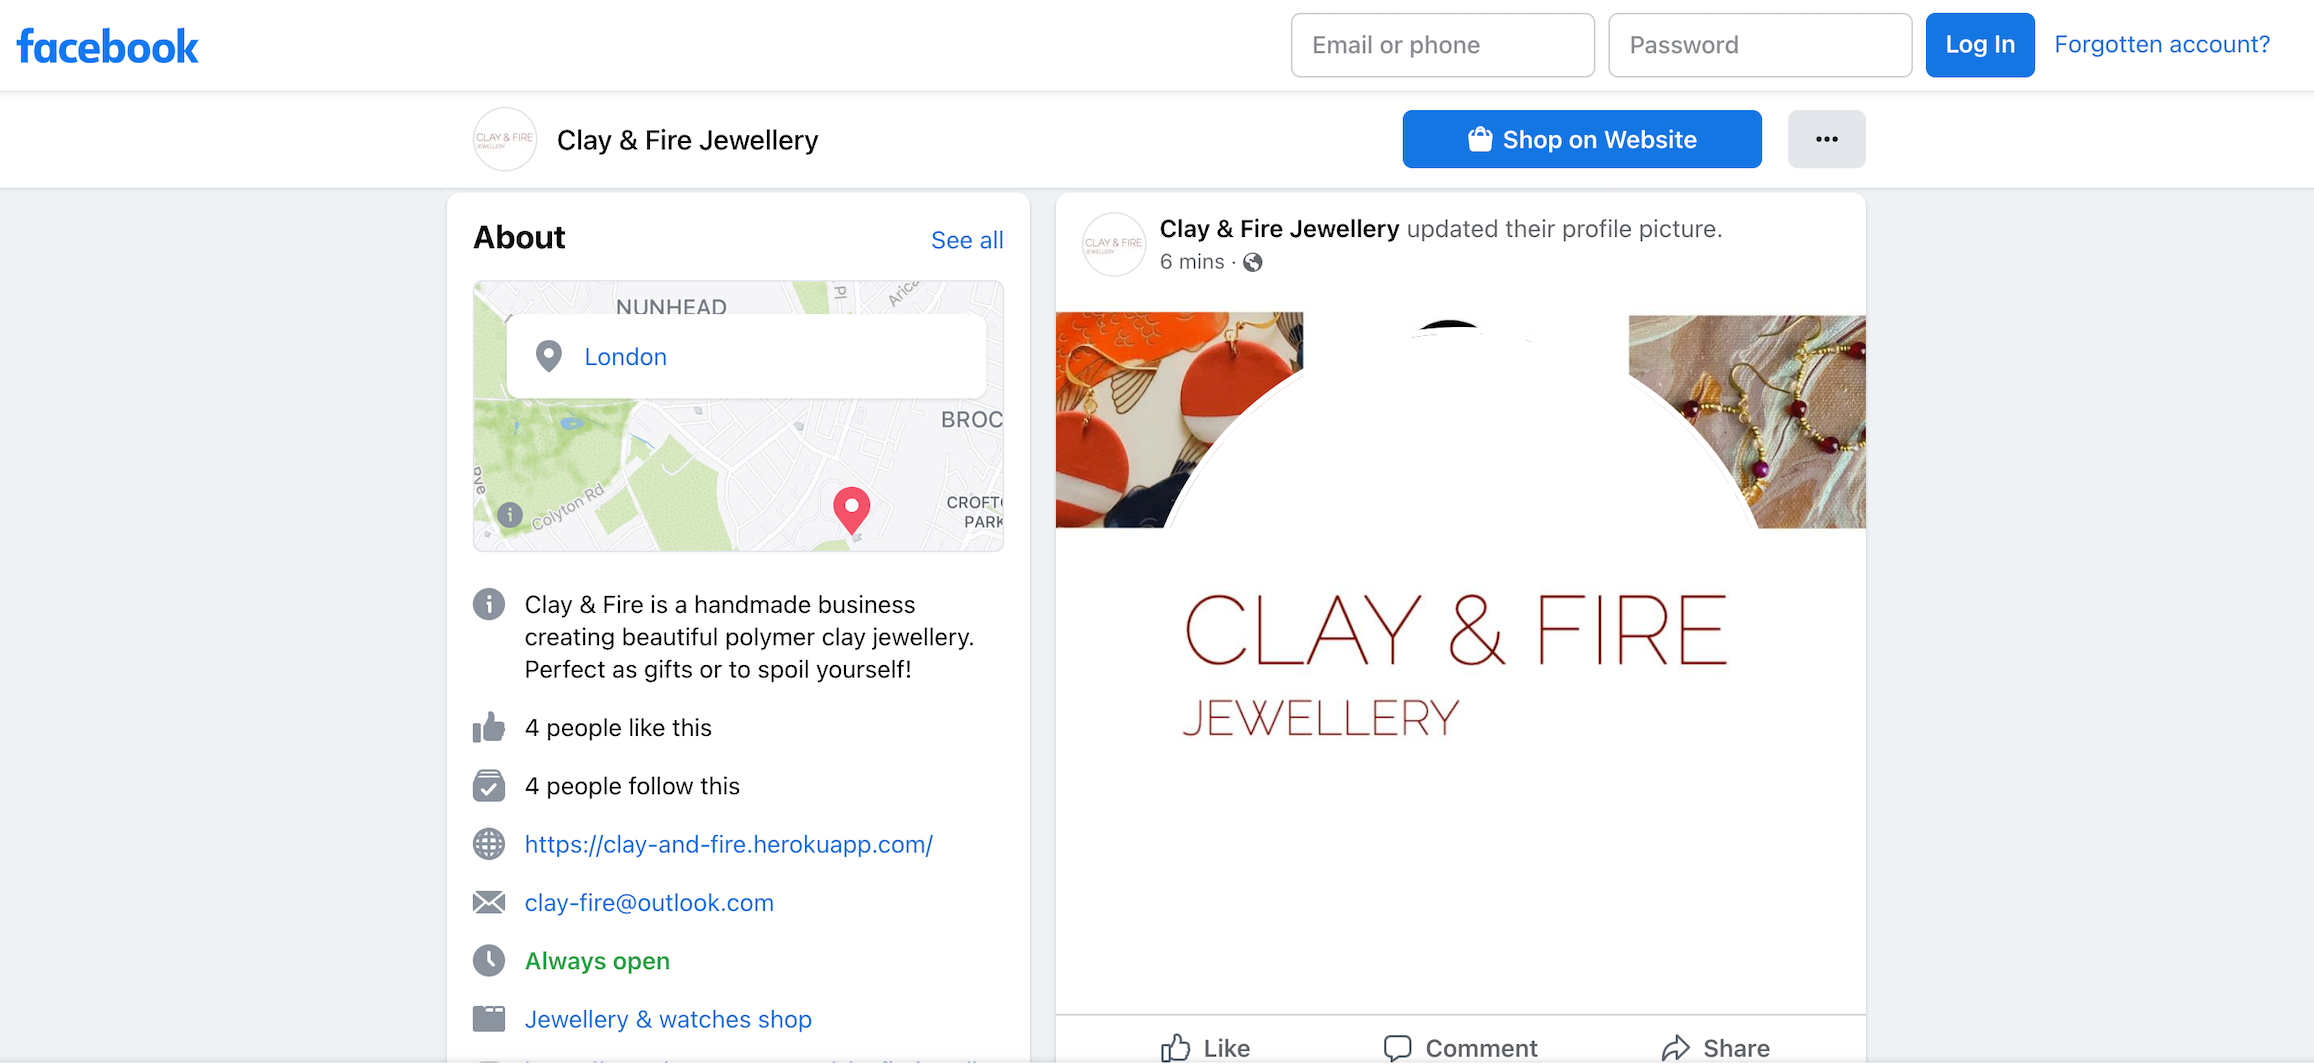 facebook
Email or phone
Password
Log In
Forgotten account?
CLAY & FIRE
JEWELLERY
Clay & Fire Jewellery
Shop on Website
About
See all
NUNHEAD
Pl
London
BROC
CROFT
PARK
Colyton Rd
Clay & Fire is a handmade business
creating beautiful polymer clay jewellery.
Perfect as gifts or to spoil yourself!
4 people like this
4 people follow this
https://clay-and-fire.herokuapp.com/
clay-fire@outlook.com
Always open
Jewellery & watches shop
CLAY & FIRE
JEWELLERY
Clay & Fire Jewellery updated their profile picture.
6 mins ·
CLAY & FIRE
JEWELLERY
Like
Comment
Share